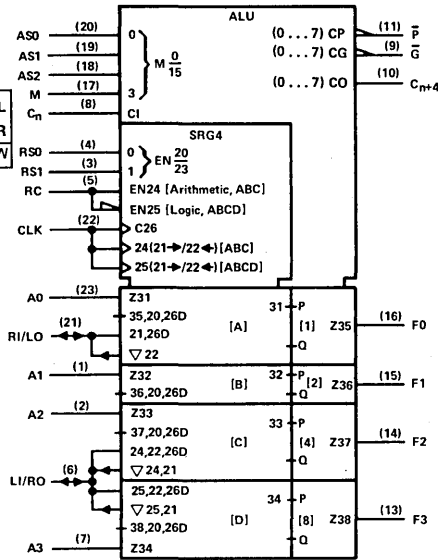 ALU
AS0 (20) 0 (0 ... 7) CP (11) P̅
AS1 (19) M 0/15 (0 ... 7) CG (9) G̅
AS2 (18)
M (17) 3 (0 ... 7) CO (10) Cn+4
Cn (8) CI
L
R
W
SRG4
RS0 (4) 0 EN 20/23
RS1 (3) 1
RC (5) EN24 [Arithmetic, ABC]
EN25 [Logic, ABCD]
CLK (22) C26
24(21→/22←)[ABC]
25(21→/22←)[ABCD]
A0 (23) Z31 31 P
35,20,26D [A] [1] Z35 (16) F0
RI/LO (21) 21,26D
▽ 22 Q
A1 (1) Z32 32 P (15)
36,20,26D [B] Q [2] Z36 F1
A2 (2) Z33 33 P
37,20,26D
24,22,26D [C] [4] Z37 (14) F2
▽ 24,21 Q
LI/RO (6) 25,22,26D
▽ 25,21 34 P
38,20,26D [D] [8] Z38 (13) F3
A3 (7) Z34 Q